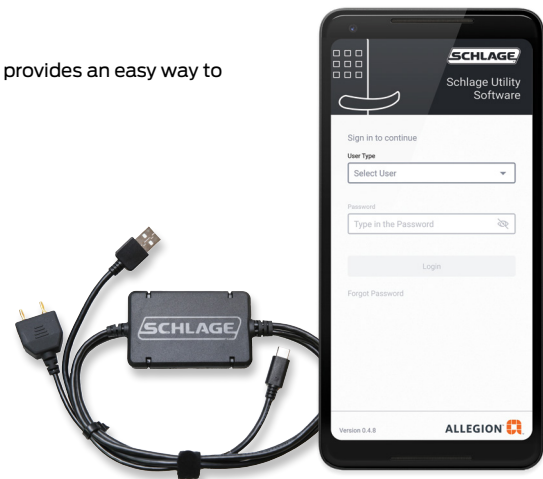 provides an easy way to
SCHLAGE
Schlage Utility
Software
Sign in to continue
User Type
Select User
Password
Type in the Password
Login
Forgot Password
Version 0.4.8
ALLEGION
SCHLAGE